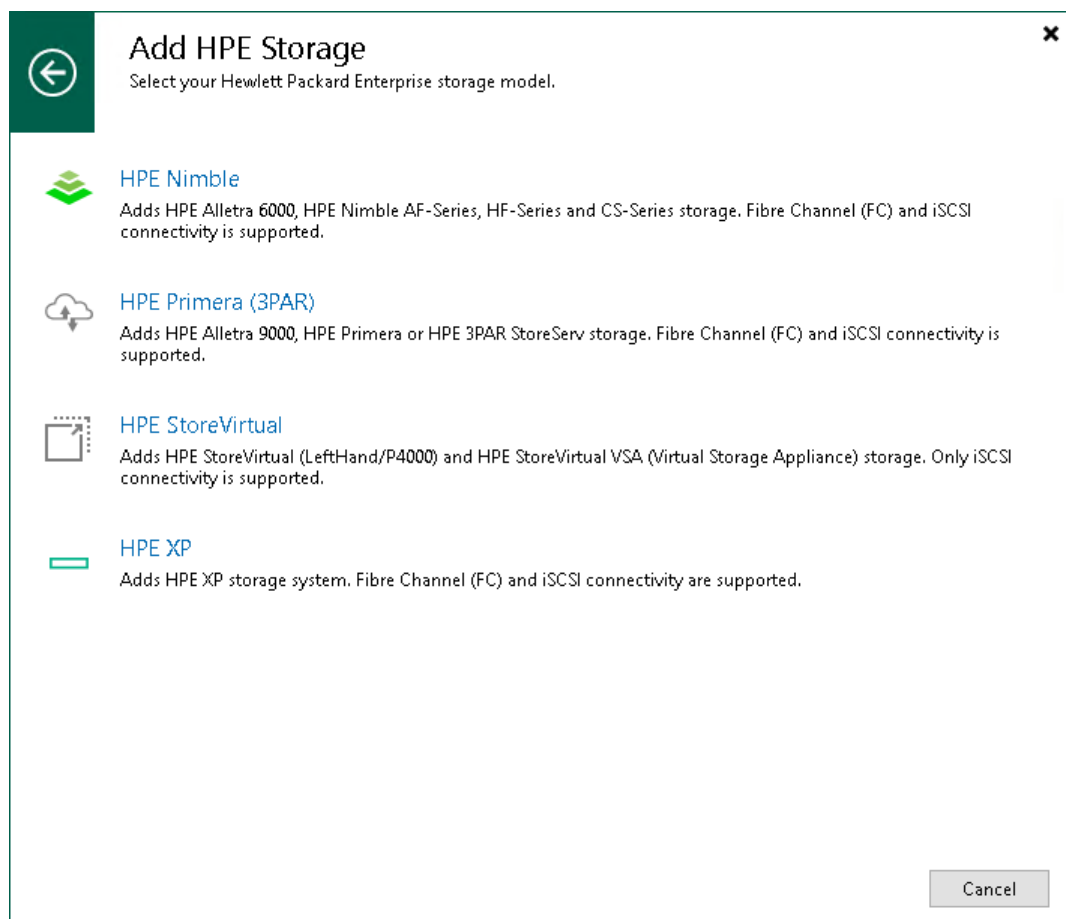 Add HPE Storage
Select your Hewlett Packard Enterprise storage model.
HPE Nimble
Adds HPE Alletra 6000, HPE Nimble AF-Series, HF-Series and CS-Series storage. Fibre Channel (FC) and iSCSI
connectivity is supported.
HPE Primera (3PAR)
Adds HPE Alletra 9000, HPE Primera or HPE 3PAR StoreServ storage. Fibre Channel (FC) and iSCSI connectivity is
supported.
HPE StoreVirtual
Adds HPE StoreVirtual (LeftHand/P4000) and HPE StoreVirtual VSA (Virtual Storage Appliance) storage. Only iSCSI
connectivity is supported.
HPE XP
Adds HPE XP storage system. Fibre Channel (FC) and iSCSI connectivity are supported.
Cancel